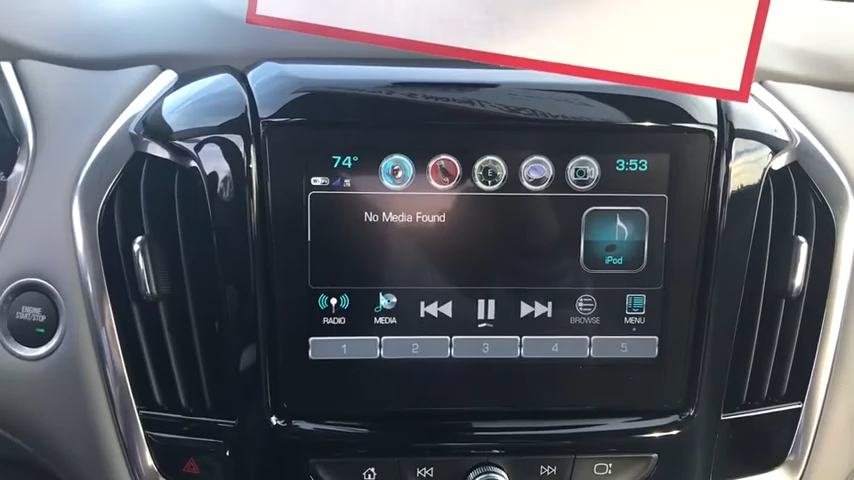 74°
E
3:53
WiFi
No Media Found
iPod
RADIO
MEDIA
BROWSE
MENU
1
2
3
4
5
ENGINE
START/STOP